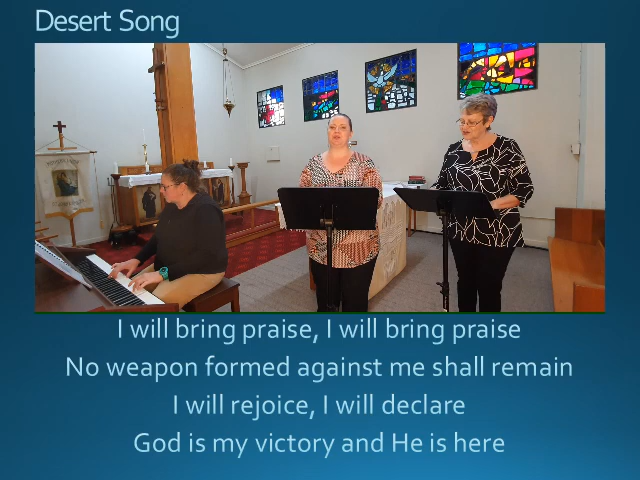 Desert Song
I will bring praise, I will bring praise
No weapon formed against me shall remain
I will rejoice, I will declare
God is my victory and He is here